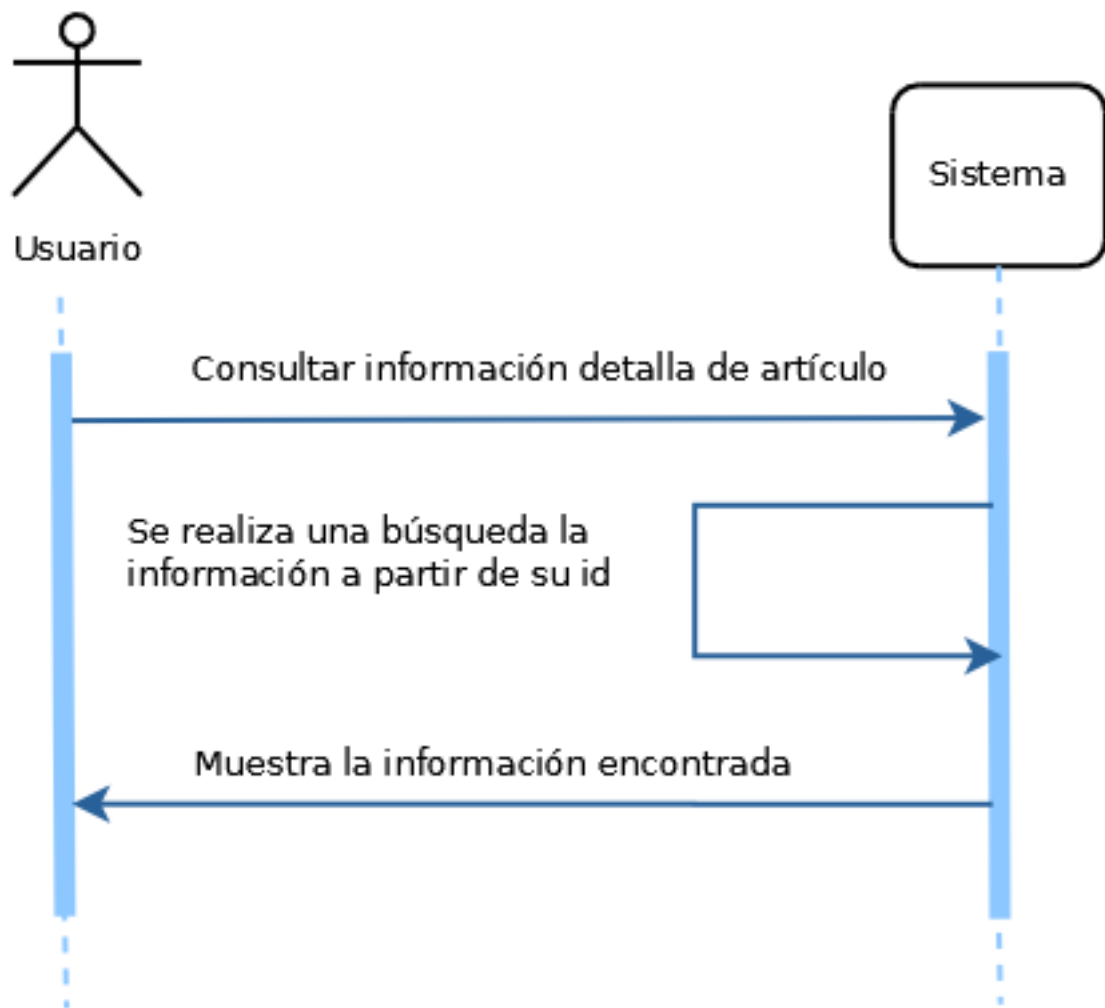 Usuario
Sistema
Consultar información detalla de artículo
Se realiza una búsqueda la
información a partir de su id
Muestra la información encontrada